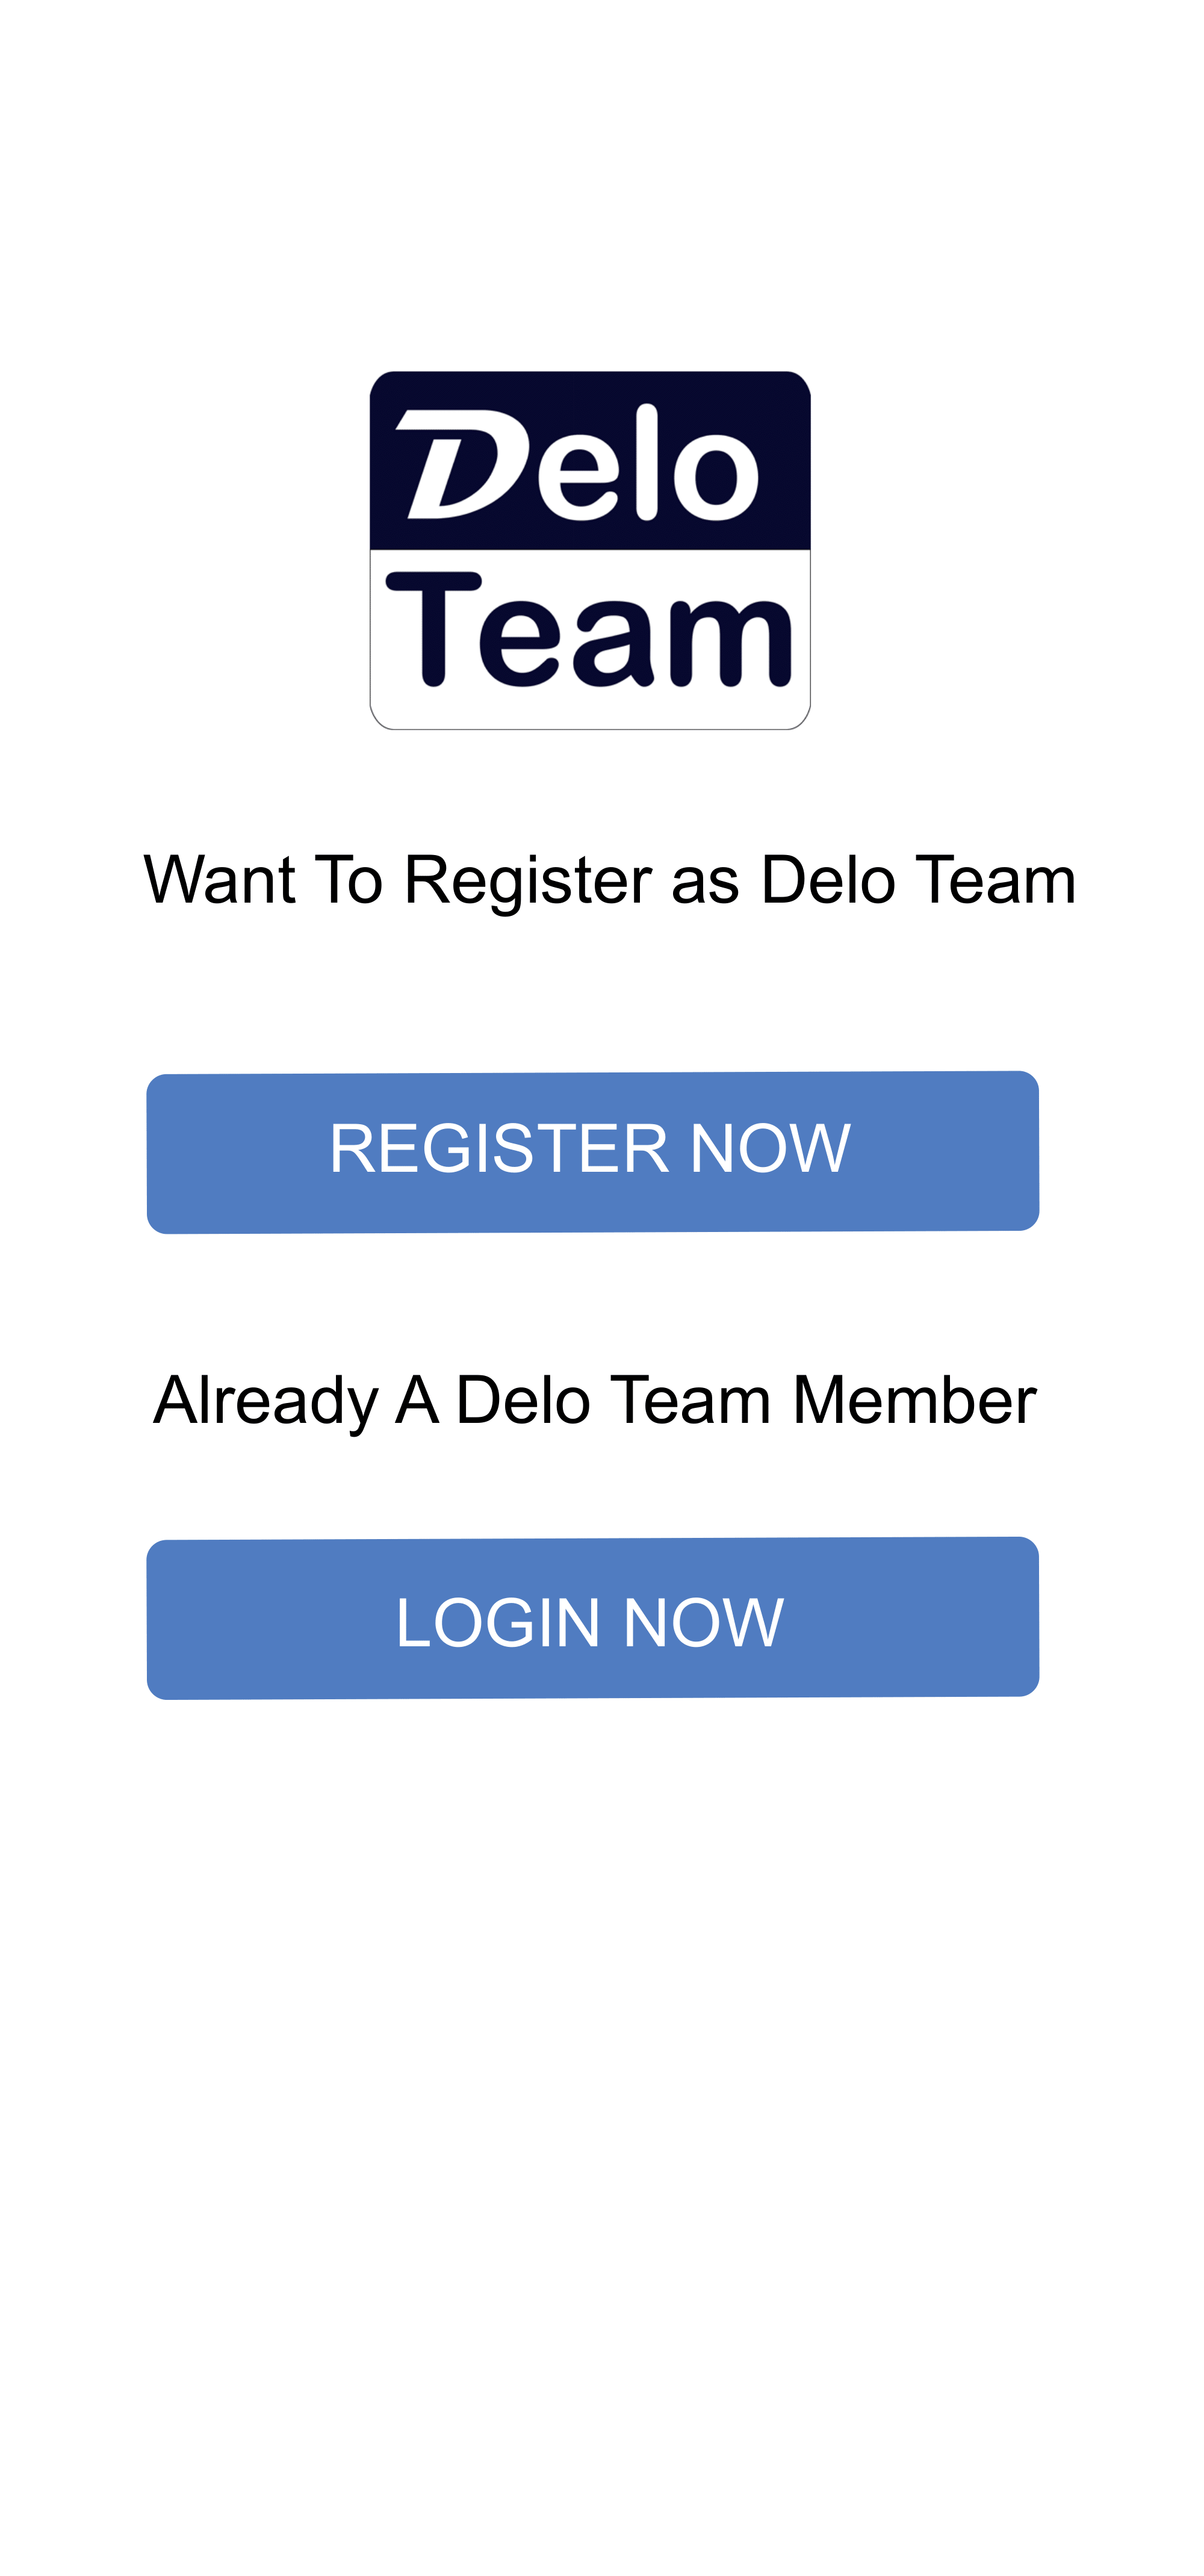 Delo
Team
Want To Register as Delo Team
REGISTER NOW
Already A Delo Team Member
LOGIN NOW